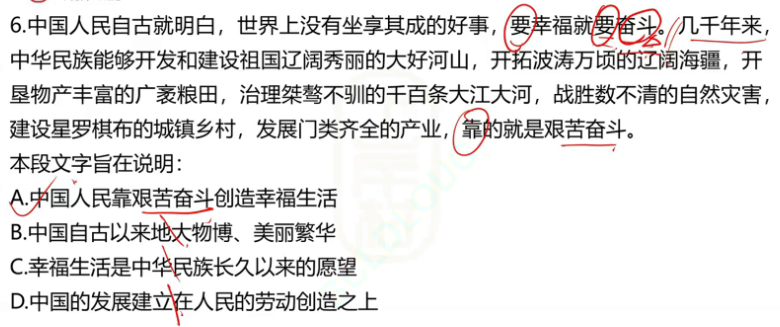 6.中国人民自古就明白，世界上没有坐享其成的好事，要幸福就要奋斗。几千年来，
中华民族能够开发和建设祖国辽阔秀丽的大好河山，开拓波涛万顷的辽阔海疆，开
垦物产丰富的广袤粮田，治理桀骜不驯的千百条大江大河，战胜数不清的自然灾害，
建设星罗棋布的城镇乡村，发展门类齐全的产业，靠的就是艰苦奋斗。
本段文字旨在说明：
A.中国人民靠艰苦奋斗创造幸福生活
B.中国自古以来地大物博、美丽繁华
C.幸福生活是中华民族长久以来的愿望
D.中国的发展建立在人民的劳动创造之上